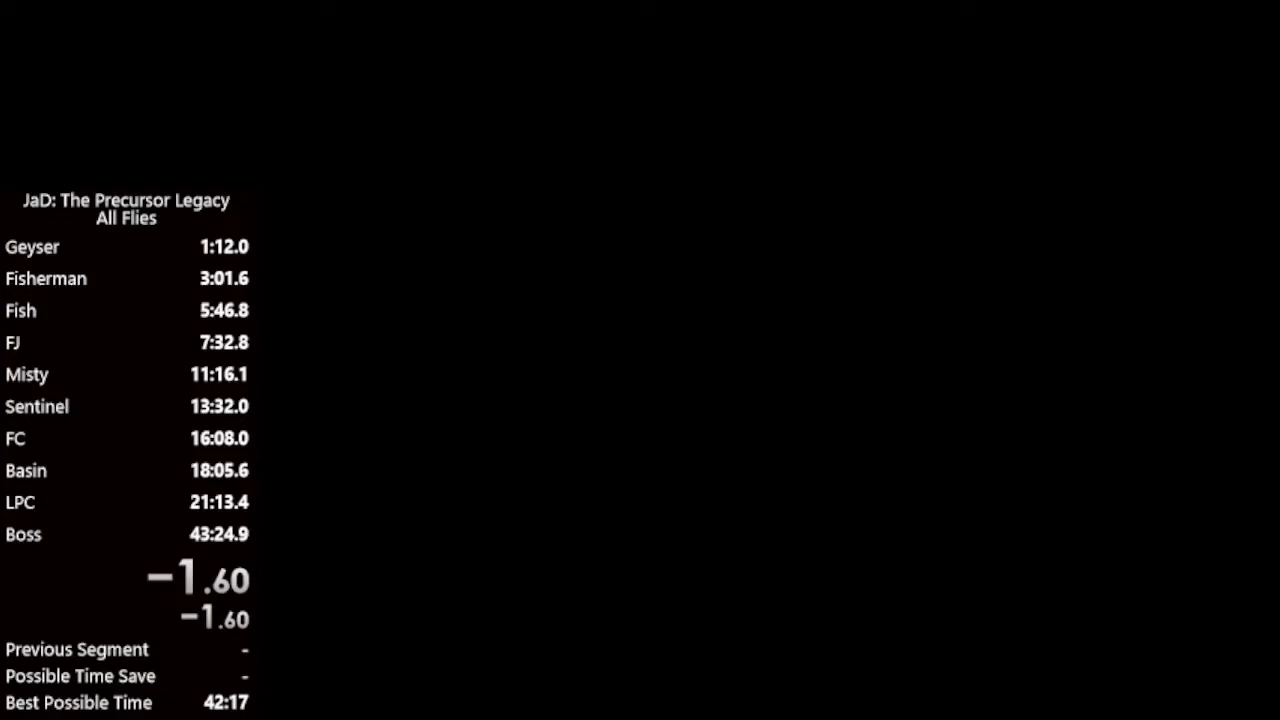 JaD: The Precursor Legacy
All Flies
Geyser 1:12.0
Fisherman 3:01.6
Fish 5:46.8
FJ 7:32.8
Misty 11:16.1
Sentinel 13:32.0
FC 16:08.0
Basin 18:05.6
LPC 21:13.4
Boss 43:24.9
−1.60
−1.60
Previous Segment -
Possible Time Save -
Best Possible Time 42:17